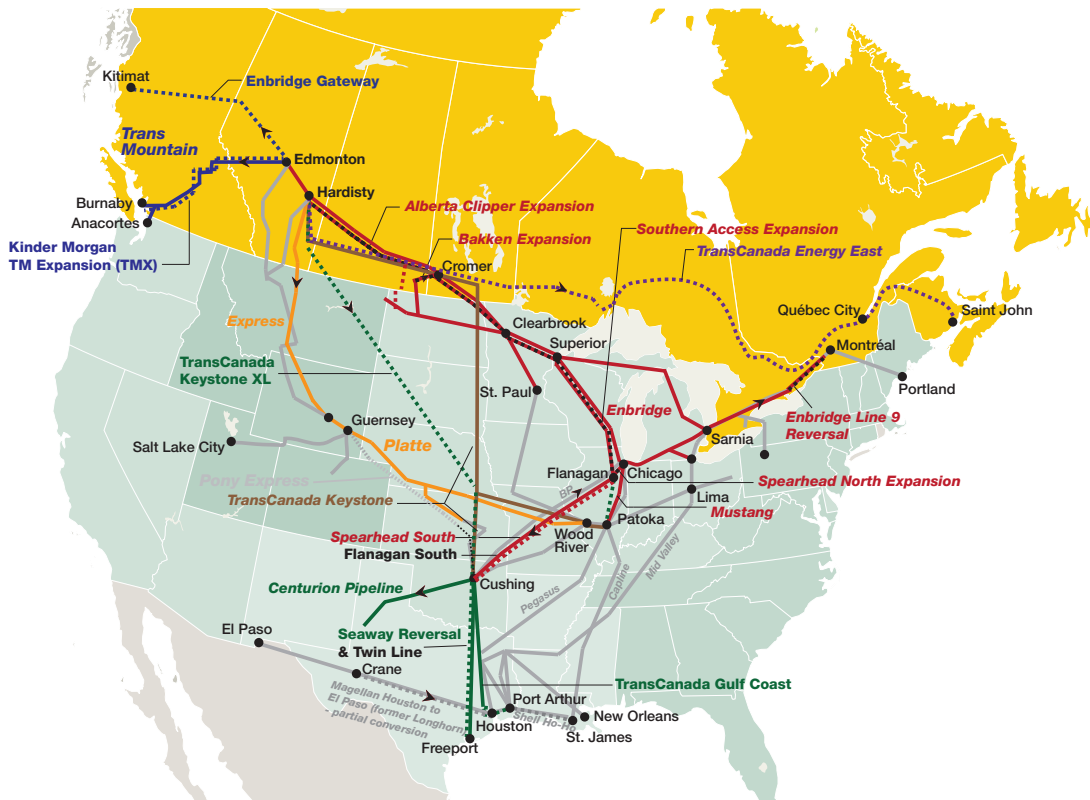 Kitimat
Enbridge Gateway
Trans
Mountain
Edmonton
Hardisty
Burnaby
Anacortes
Alberta Clipper Expansion
Southern Access Expansion
Kinder Morgan
TM Expansion (TMX)
Bakken Expansion
TransCanada Energy East
Cromer
Québec City
Saint John
Express
Clearbrook
Superior
Montréal
TransCanada
Keystone XL
St. Paul
Portland
Enbridge
Enbridge Line 9
Reversal
Guernsey
Salt Lake City
Platte
Sarnia
Flanagan
Chicago
Pony Express
Spearhead North Expansion
BP
Lima
TransCanada Keystone
Mustang
Patoka
Wood
River
Spearhead South
Flanagan South
Mid Valley
Cushing
Centurion Pipeline
Pegasus
Capline
El Paso
Seaway Reversal
& Twin Line
Crane
TransCanada Gulf Coast
Magellan Houston to
El Paso (former Longhorn)
- partial conversion
Port Arthur
Shell Ho-Ho
New Orleans
Houston
St. James
Freeport